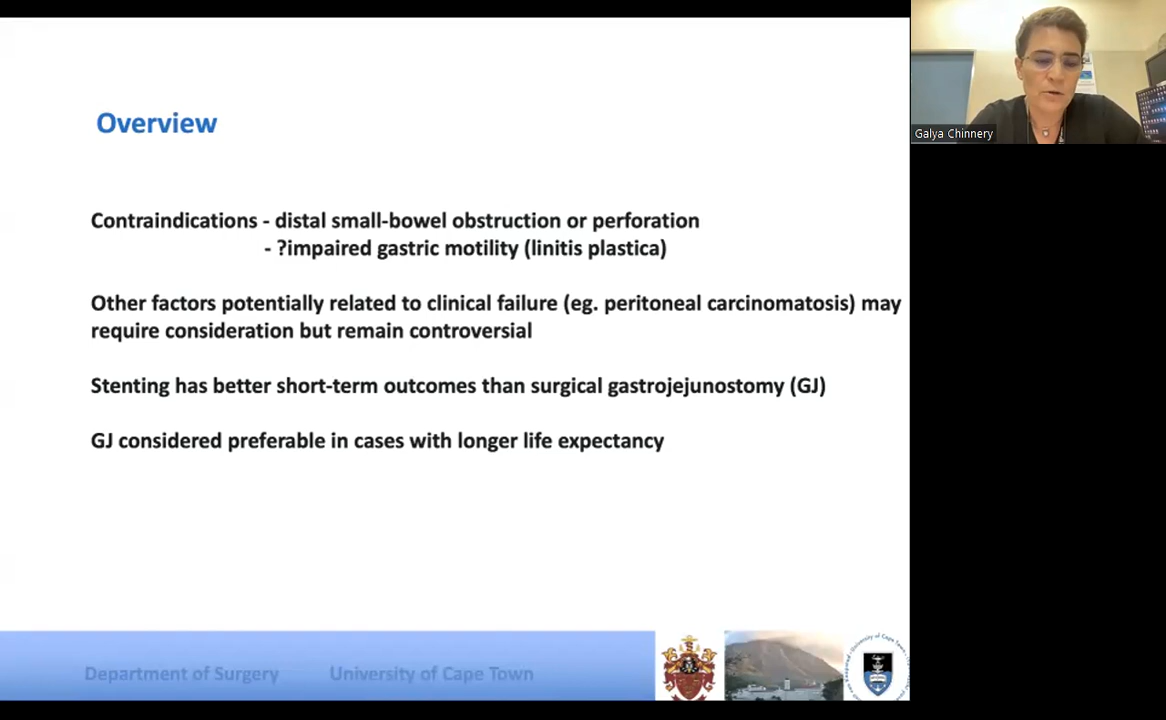 Overview
Contraindications - distal small-bowel obstruction or perforation
- ?impaired gastric motility (linitis plastica)
Other factors potentially related to clinical failure (eg. peritoneal carcinomatosis) may
require consideration but remain controversial
Stenting has better short-term outcomes than surgical gastrojejunostomy (GJ)
GJ considered preferable in cases with longer life expectancy
Department of Surgery University of Cape Town
Galya Chinnery